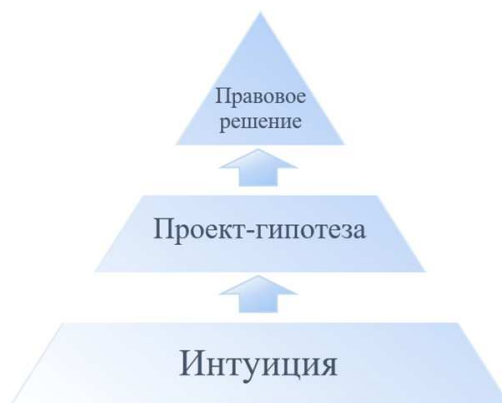 Правовое
решение
Проект-гипотеза
Интуиция